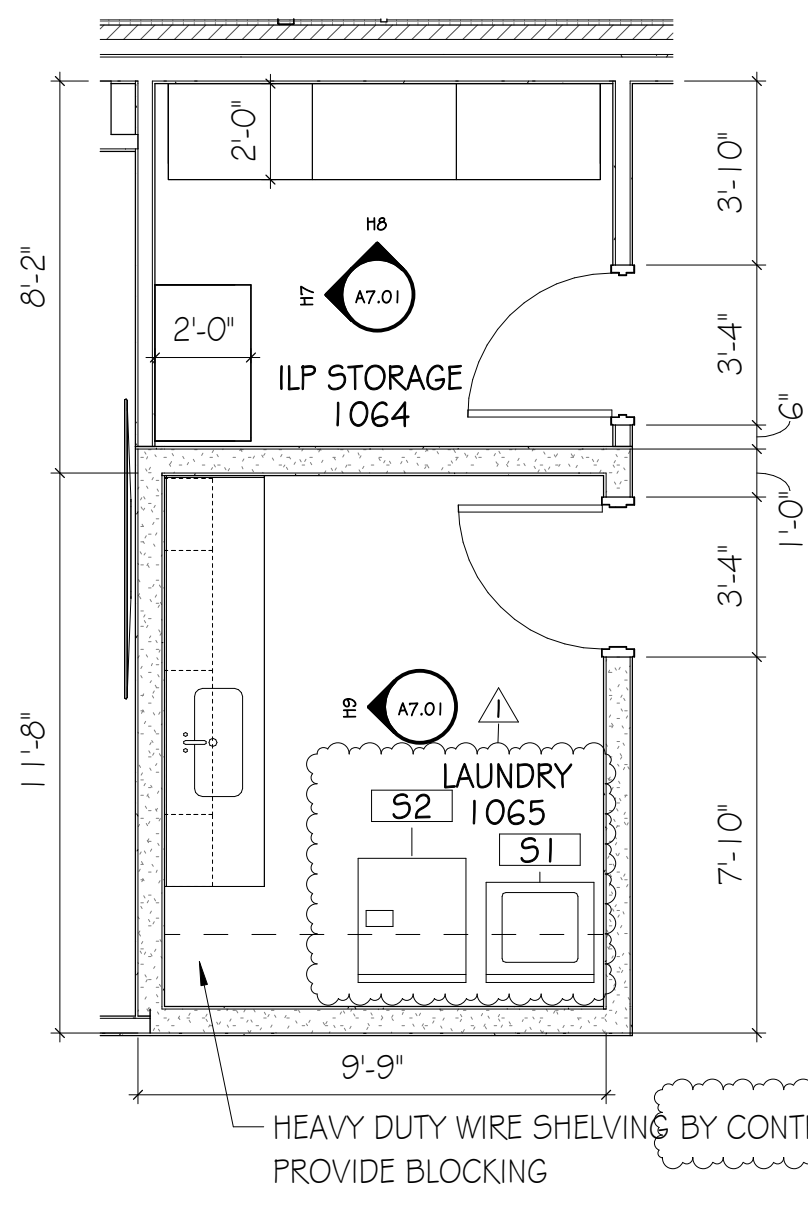 2'-0"
3'-10"
H8
H7
A7.01
8'-2"
2'-0"
3'-4"
ILP STORAGE
1064
6"
1'-0"
3'-4"
H9
A7.01
1
11'-8"
LAUNDRY
S2
1065
S1
7'-10"
9'-9"
HEAVY DUTY WIRE SHELVING BY
PROVIDE BLOCKING